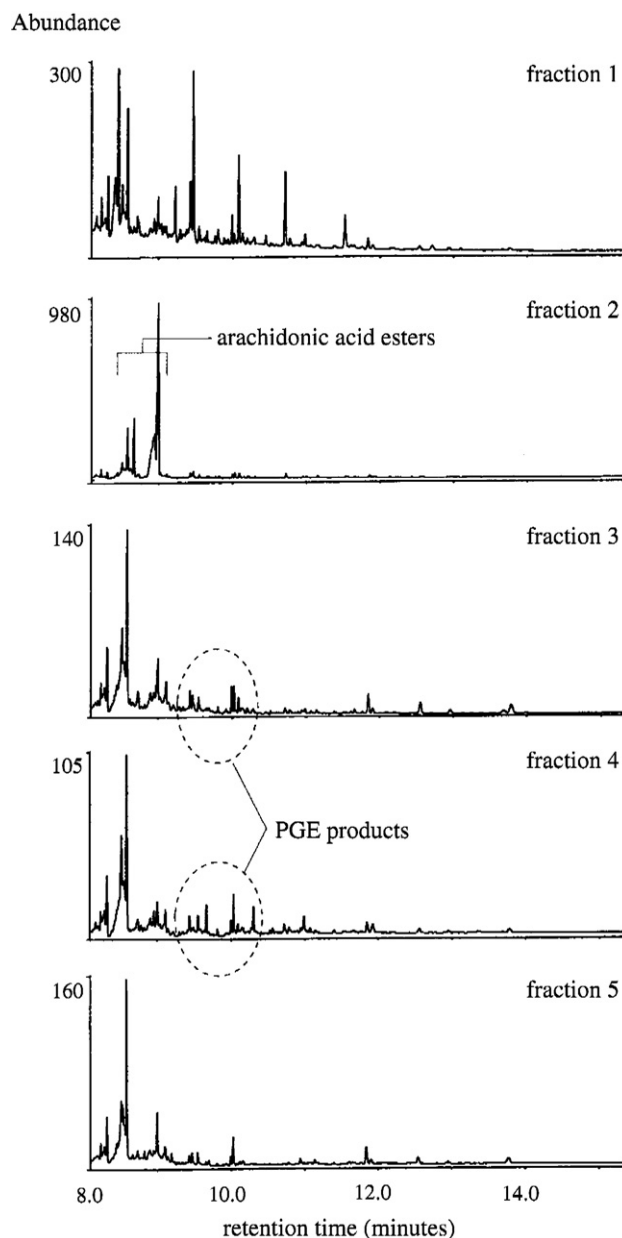 Abundance
300
fraction 1
980
fraction 2
arachidonic acid esters
140
fraction 3
105
fraction 4
PGE products
160
fraction 5
8.0 10.0 12.0 14.0
retention time (minutes)